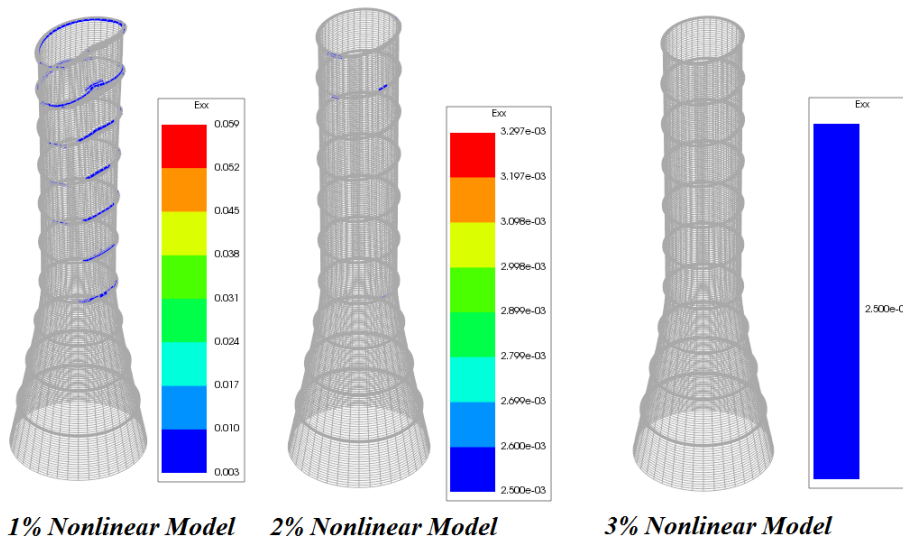 Exx
0.059
0.052
0.045
0.038
0.031
0.024
0.017
0.010
0.003
Exx
3.297e-03
3.197e-03
3.098e-03
2.998e-03
2.899e-03
2.799e-03
2.699e-03
2.600e-03
2.500e-03
Exx
2.500e-0
1% Nonlinear Model
2% Nonlinear Model
3% Nonlinear Model